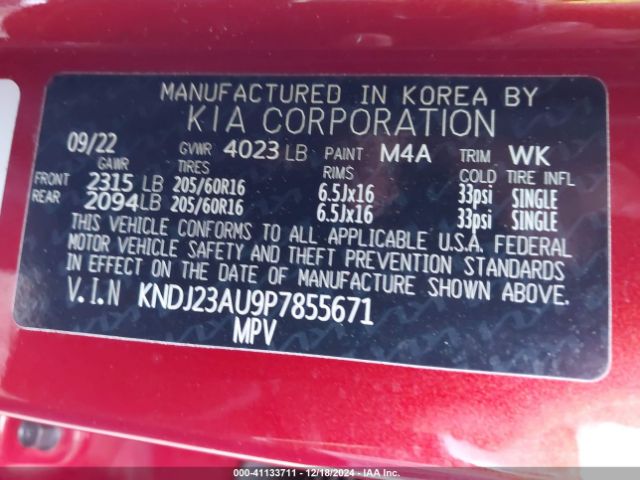 MANUFACTURED IN KOREA BY
KIA CORPORATION
09/22 GVWR 4023 LB PAINT M4A TRIM WK
GAWR TIRES RIMS COLD TIRE INFL
FRONT 2315 LB 205/60R16 6.5Jx16 33psi SINGLE
REAR 2094 LB 205/60R16 6.5Jx16 33psi SINGLE
THIS VEHICLE CONFORMS TO ALL APPLICABLE U.S.A. FEDERAL
MOTOR VEHICLE SAFETY AND THEFT PREVENTION STANDARDS
IN EFFECT ON THE DATE OF MANUFACTURE SHOWN ABOVE.
V.I.N KNDJ23AU9P7855671
MPV
000-41133711 - 12/18/2024 - IAA Inc.